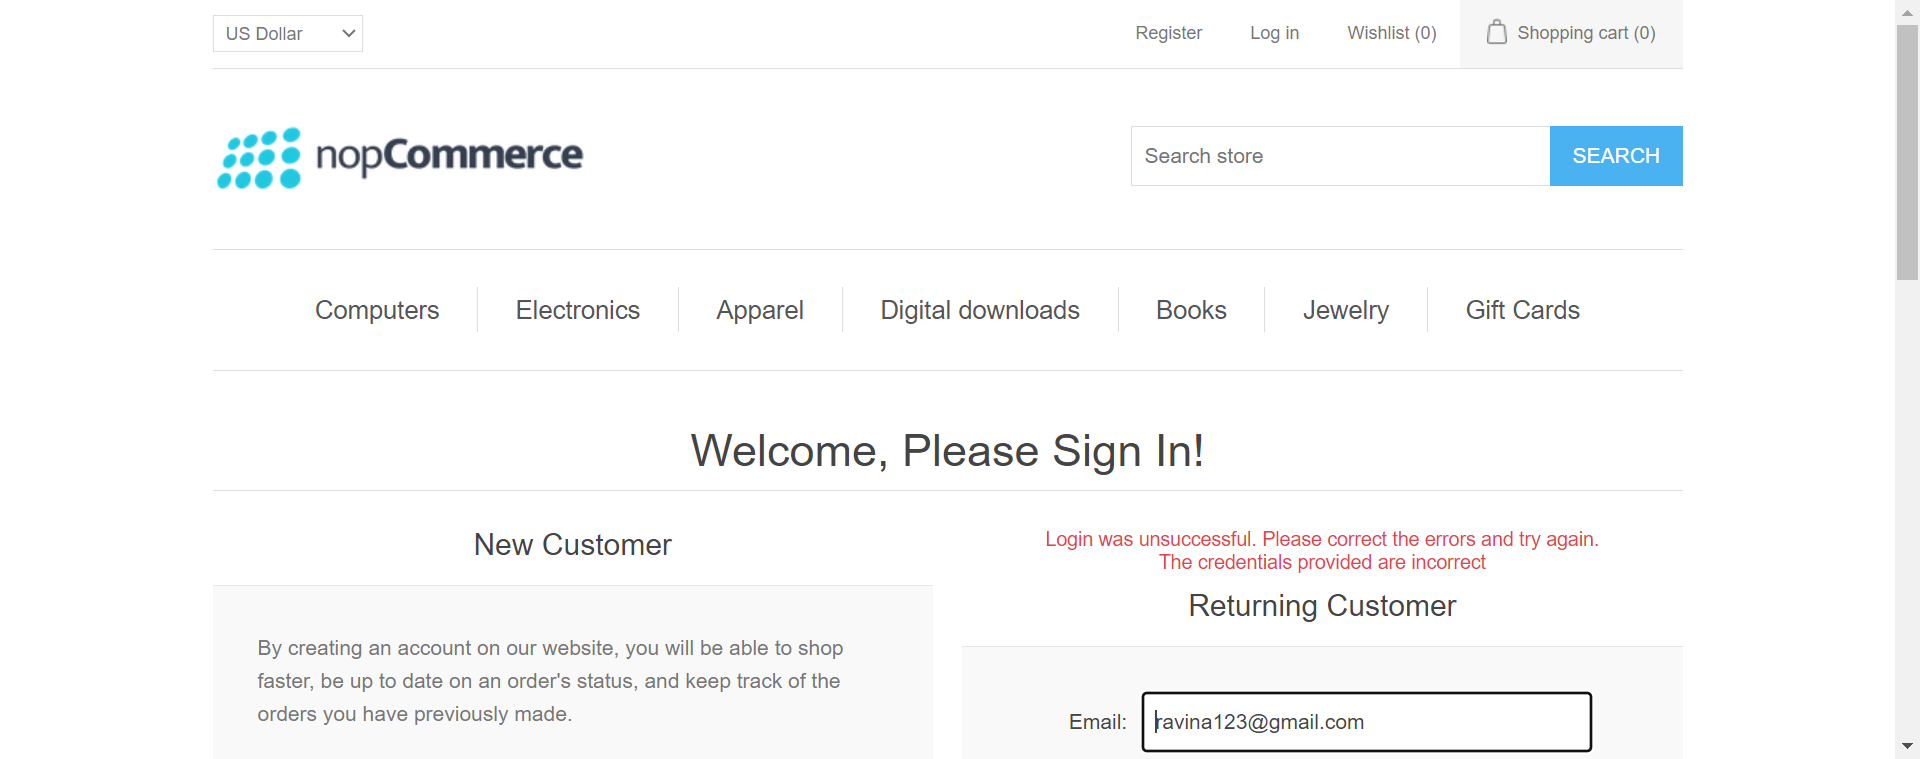 US Dollar
Register
Log in
Wishlist (0)
Shopping cart (0)
nopCommerce
Search store
SEARCH
Computers
Electronics
Apparel
Digital downloads
Books
Jewelry
Gift Cards
Welcome, Please Sign In!
New Customer
By creating an account on our website, you will be able to shop
faster, be up to date on an order's status, and keep track of the
orders you have previously made.
Login was unsuccessful. Please correct the errors and try again.
The credentials provided are incorrect
Returning Customer
Email:
ravina123@gmail.com